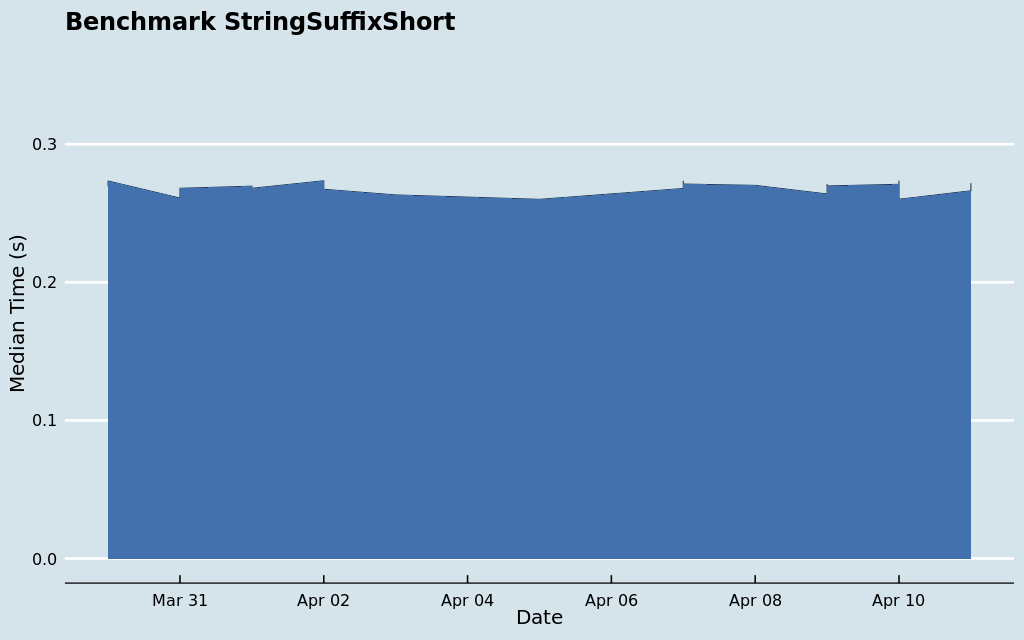 Benchmark StringSuffixShort
0.3
0.2
0.1
0.0
Median Time (s)
Mar 31
Apr 02
Apr 04
Apr 06
Apr 08
Apr 10
Date